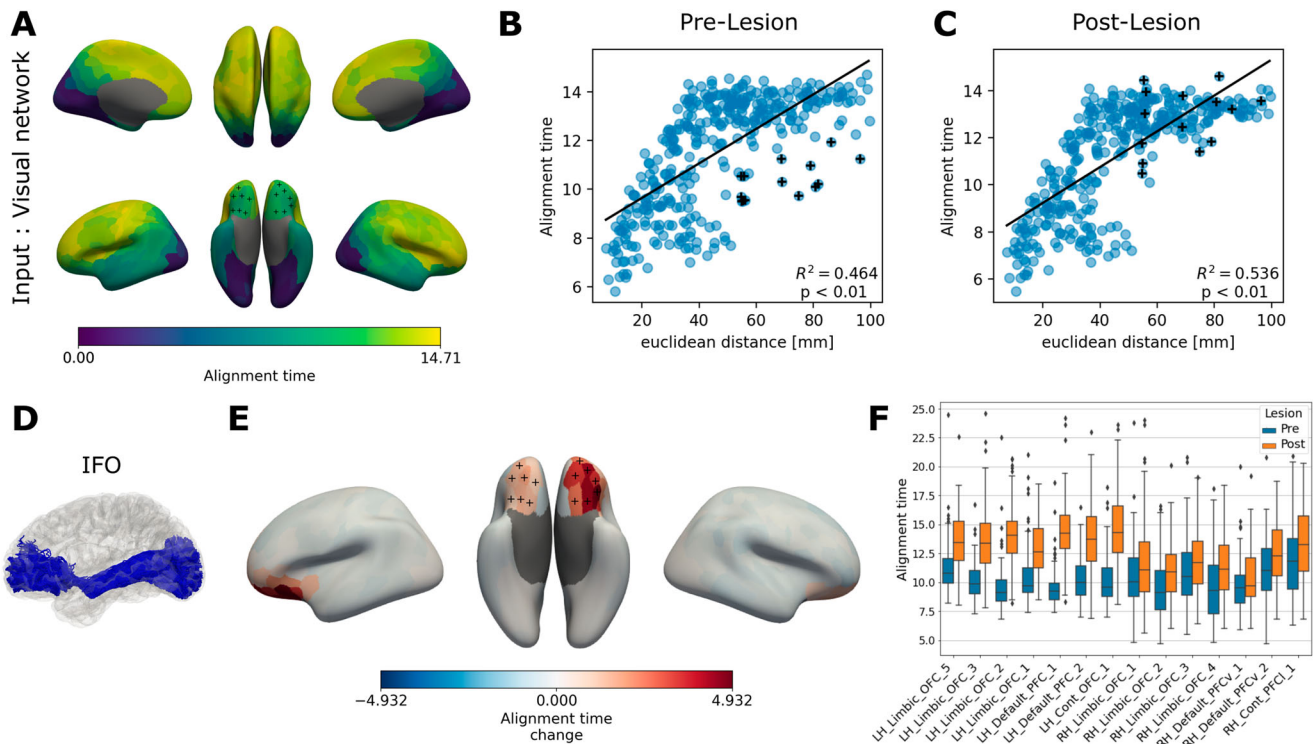 A
Input : Visual network
0.00
14.71
Alignment time
B
Pre-Lesion
Alignment time
14
12
10
8
6
R² = 0.464
p < 0.01
20
40
60
80
100
euclidean distance [mm]
C
Post-Lesion
Alignment time
14
12
10
8
6
R² = 0.536
p < 0.01
20
40
60
80
100
euclidean distance [mm]
D
IFO
E
−4.932
0.000
4.932
Alignment time
change
F
Alignment time
25.0
22.5
20.0
17.5
15.0
12.5
10.0
7.5
5.0
Lesion
Pre
Post
LH_Limbic_OFC_5
LH_Limbic_OFC_3
LH_Limbic_OFC_2
LH_Limbic_OFC_1
LH_Default_PFC_1
LH_Default_PFC_2
LH_Cont_OFC_1
RH_Limbic_OFC_1
RH_Limbic_OFC_2
RH_Limbic_OFC_3
RH_Limbic_OFC_4
RH_Default_PFCv_1
RH_Default_PFCv_2
RH_Cont_PFCl_1